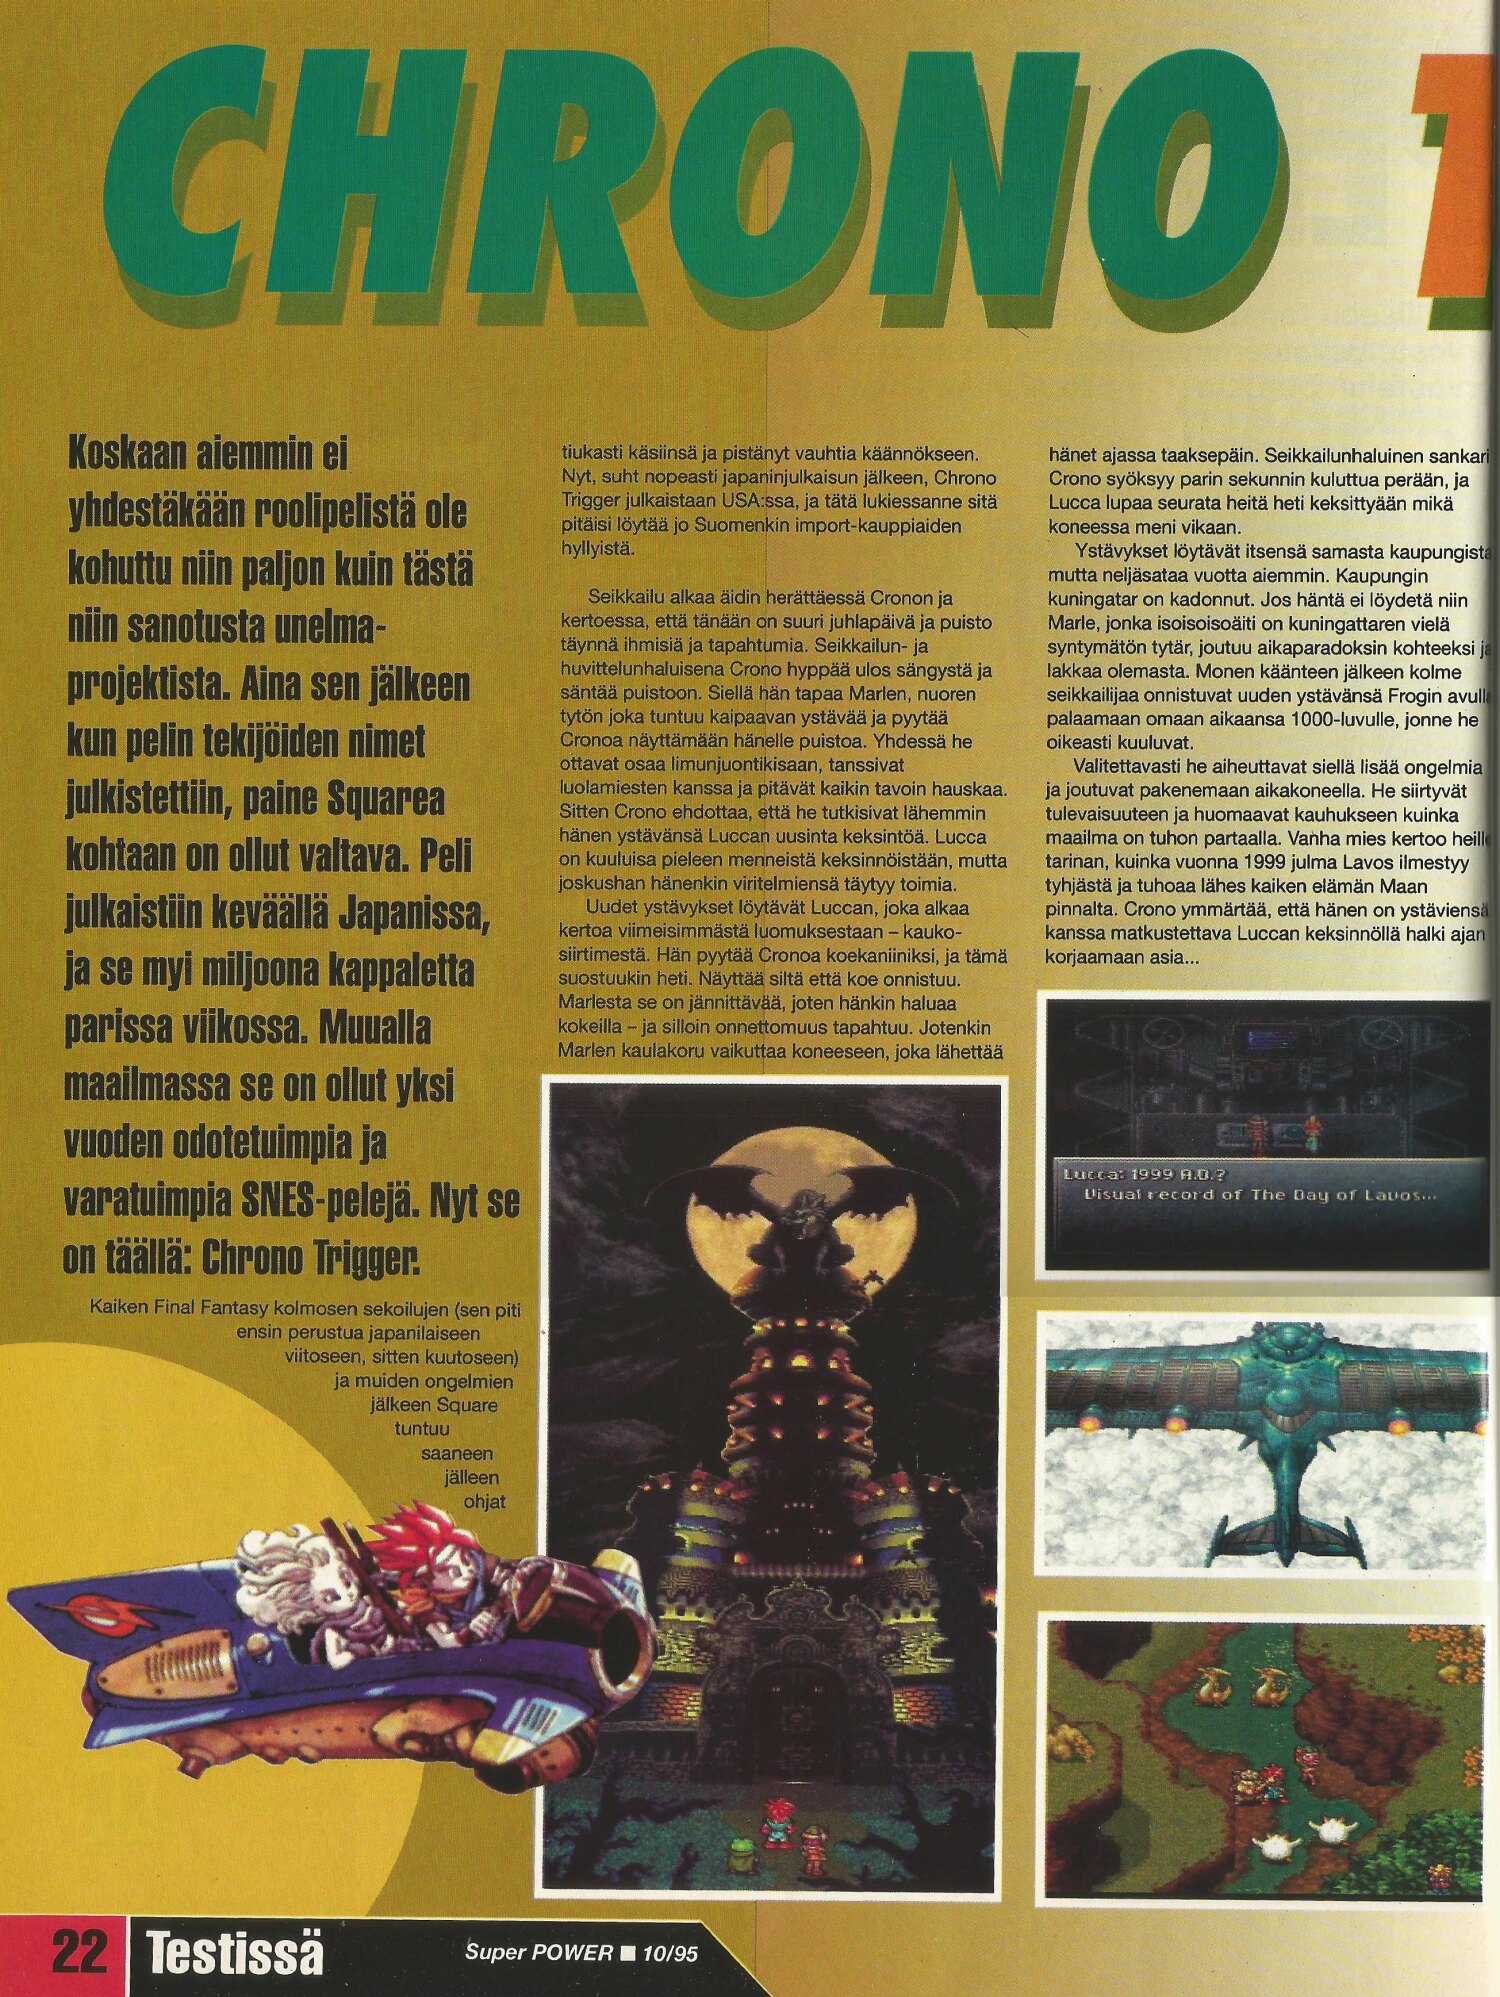 CHRONO T
Koskaan aiemmin ei
yhdestäkään roolipelistä ole
kohuttu niin paljon kuin tästä
niin sanotusta unelma-
projektista. Aina sen jälkeen
kun pelin tekijöiden nimet
julkistettiin, paine Squarea
kohtaan on ollut valtava. Peli
julkaistiin keväällä Japanissa,
ja se myi miljoona kappaletta
parissa viikossa. Muualla
maailmassa se on ollut yksi
vuoden odotetuimpia ja
varatuimpia SNES-pelejä. Nyt se
on täällä: Chrono Trigger.
Kaiken Final Fantasy kolmosen sekoilujen (sen piti
ensin perustua japanilaiseen
viitoseen, sitten kuutoseen)
ja muiden ongelmien
jälkeen Square
tuntuu
saaneen
jälleen
ohjat
tiukasti käsiinsä ja pistänyt vauhtia käännökseen.
Nyt, suht nopeasti japaninjulkaisun jälkeen, Chrono
Trigger julkaistaan USA:ssa, ja tätä lukiessanne sitä
pitäisi löytää jo Suomenkin import-kauppiaiden
hyllyistä.
Seikkailu alkaa äidin herättäessä Cronon ja
kertoessa, että tänään on suuri juhlapäivä ja puisto
täynnä ihmisiä ja tapahtumia. Seikkailun- ja
huvittelunhaluisena Crono hyppää ulos sängystä ja
säntää puistoon. Siellä hän tapaa Marlen, nuoren
tytön joka tuntuu kaipaavan ystävää ja pyytää
Cronoa näyttämään hänelle puistoa. Yhdessä he
ottavat osaa limunjuontikisaan, tanssivat
luolamiesten kanssa ja pitävät kaikin tavoin hauskaa.
Sitten Crono ehdottaa, että he tutkisivat lähemmin
hänen ystävänsä Luccan uusinta keksintöä. Lucca
on kuuluisa pieleen menneistä keksinnöistään, mutta
joskushan hänenkin viritelmiensä täytyy toimia.
Uudet ystävykset löytävät Luccan, joka alkaa
kertoa viimeisimmästä luomuksestaan – kauko-
siirtimestä. Hän pyytää Cronoa koekaniiniksi, ja tämä
suostuukin heti. Näyttää siltä että koe onnistuu.
Marlesta se on jännittävää, joten hänkin haluaa
kokeilla – ja silloin onnettomuus tapahtuu. Jotenkin
Marlen kaulakoru vaikuttaa koneeseen, joka lähettää
hänet ajassa taaksepäin. Seikkailunhaluinen sankari
Crono syöksyy parin sekunnin kuluttua perään, ja
Lucca lupaa seurata heitä heti keksittyään mikä
koneessa meni vikaan.
Ystävykset löytävät itsensä samasta kaupungista
mutta neljäsataa vuotta aiemmin. Kaupungin
kuningatar on kadonnut. Jos häntä ei löydetä niin
Marle, jonka isoisoisoäiti on kuningattaren vielä
syntymätön tytär, joutuu aikaparadoksin kohteeksi ja
lakkaa olemasta. Monen käänteen jälkeen kolme
seikkailijaa onnistuvat uuden ystävänsä Frogin avull
palaamaan omaan aikaansa 1000-luvulle, jonne he
oikeasti kuuluvat.
Valitettavasti he aiheuttavat siellä lisää ongelmia
ja joutuvat pakenemaan aikakoneella. He siirtyvät
tulevaisuuteen ja huomaavat kauhukseen kuinka
maailma on tuhon partaalla. Vanha mies kertoo heille
tarinan, kuinka vuonna 1999 julma Lavos ilmestyy
tyhjästä ja tuhoaa lähes kaiken elämän Maan
pinnalta. Crono ymmärtää, että hänen on ystäviensä
kanssa matkustettava Luccan keksinnöllä halki ajan
korjaamaan asia...
Lucca: 1999 A.D.?
Visual record of The Day of Lavos...
22 Testissä Super POWER ■ 10/95